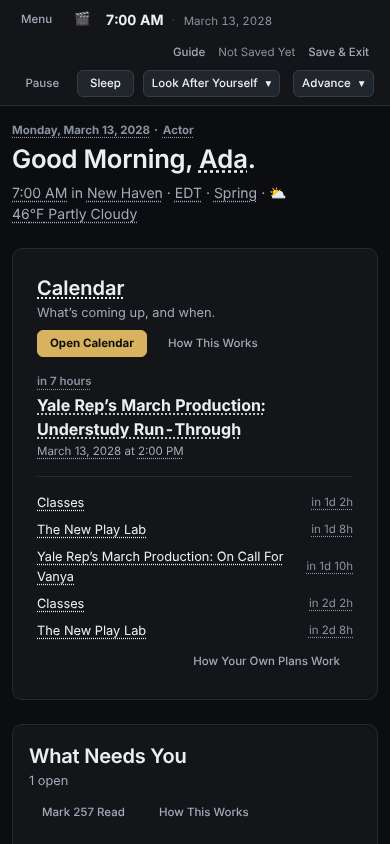 Menu 🎬 7:00 AM · March 13, 2028
Guide Not Saved Yet Save & Exit
Pause Sleep Look After Yourself ▾ Advance ▾
Monday, March 13, 2028 · Actor
Good Morning, Ada.
7:00 AM in New Haven · EDT · Spring · ⛅
46°F Partly Cloudy
Calendar
What's coming up, and when.
Open Calendar How This Works
in 7 hours
Yale Rep's March Production:
Understudy Run-Through
March 13, 2028 at 2:00 PM
Classes in 1d 2h
The New Play Lab in 1d 8h
Yale Rep's March Production: On Call For
Vanya in 1d 10h
Classes in 2d 2h
The New Play Lab in 2d 8h
How Your Own Plans Work
What Needs You
1 open
Mark 257 Read How This Works